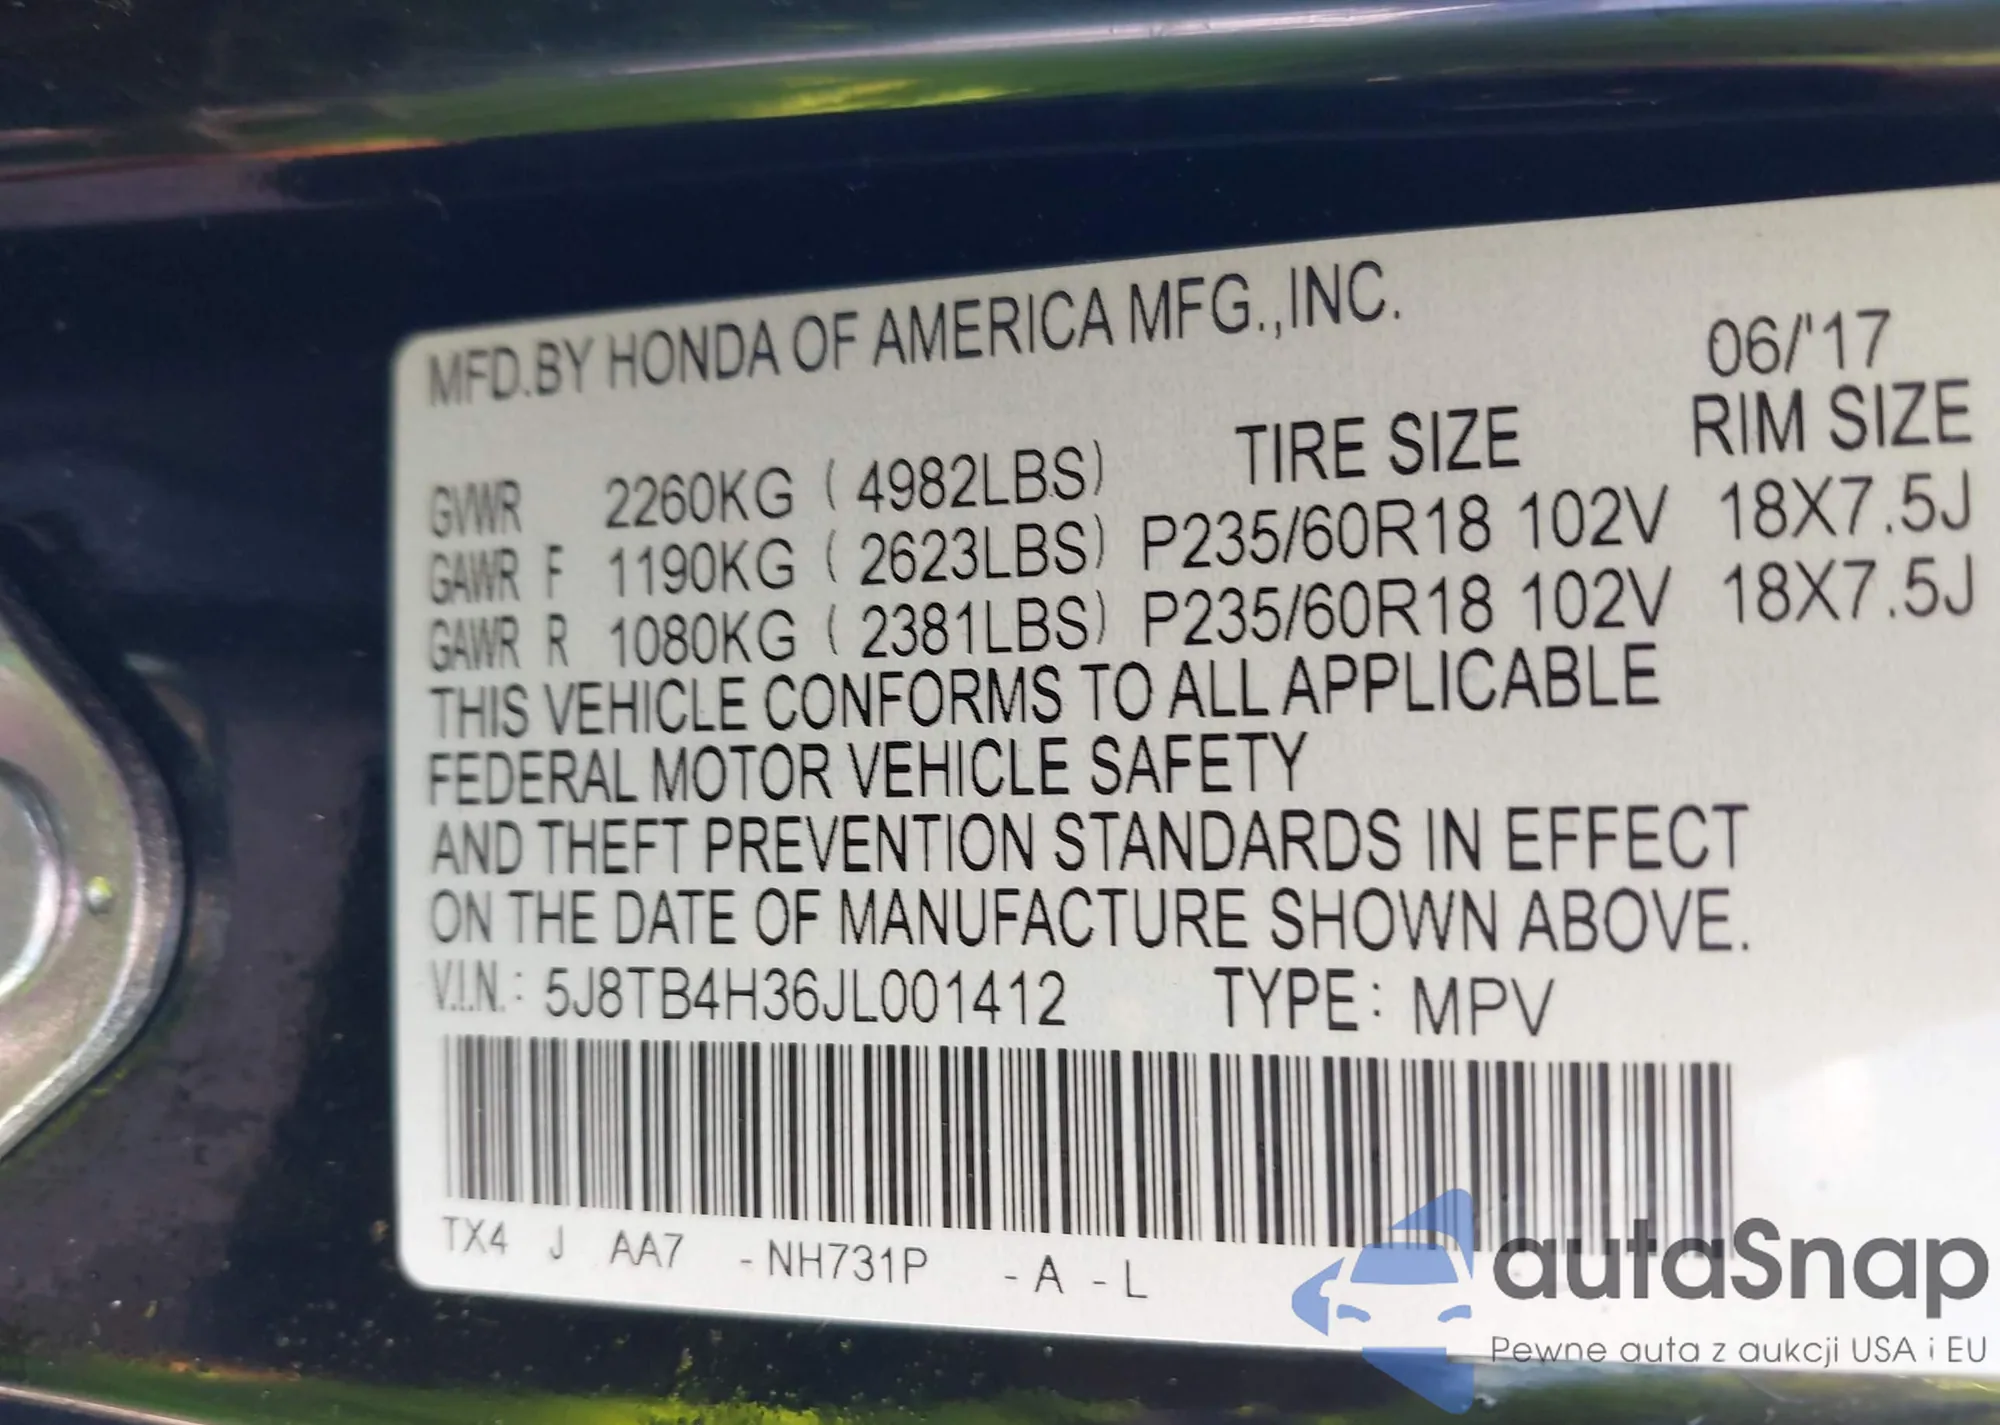 MFD.BY HONDA OF AMERICA MFG.,INC.
06/'17
GVWR 2260KG ( 4982LBS) TIRE SIZE RIM SIZE
GAWR F 1190KG ( 2623LBS) P235/60R18 102V 18X7.5J
GAWR R 1080KG ( 2381LBS) P235/60R18 102V 18X7.5J
THIS VEHICLE CONFORMS TO ALL APPLICABLE
FEDERAL MOTOR VEHICLE SAFETY
AND THEFT PREVENTION STANDARDS IN EFFECT
ON THE DATE OF MANUFACTURE SHOWN ABOVE.
V.I.N.: 5J8TB4H36JL001412 TYPE: MPV
TX4 J AA7 - NH731P - A - L
autaSnap
Pewne auta z aukcji USA i EU